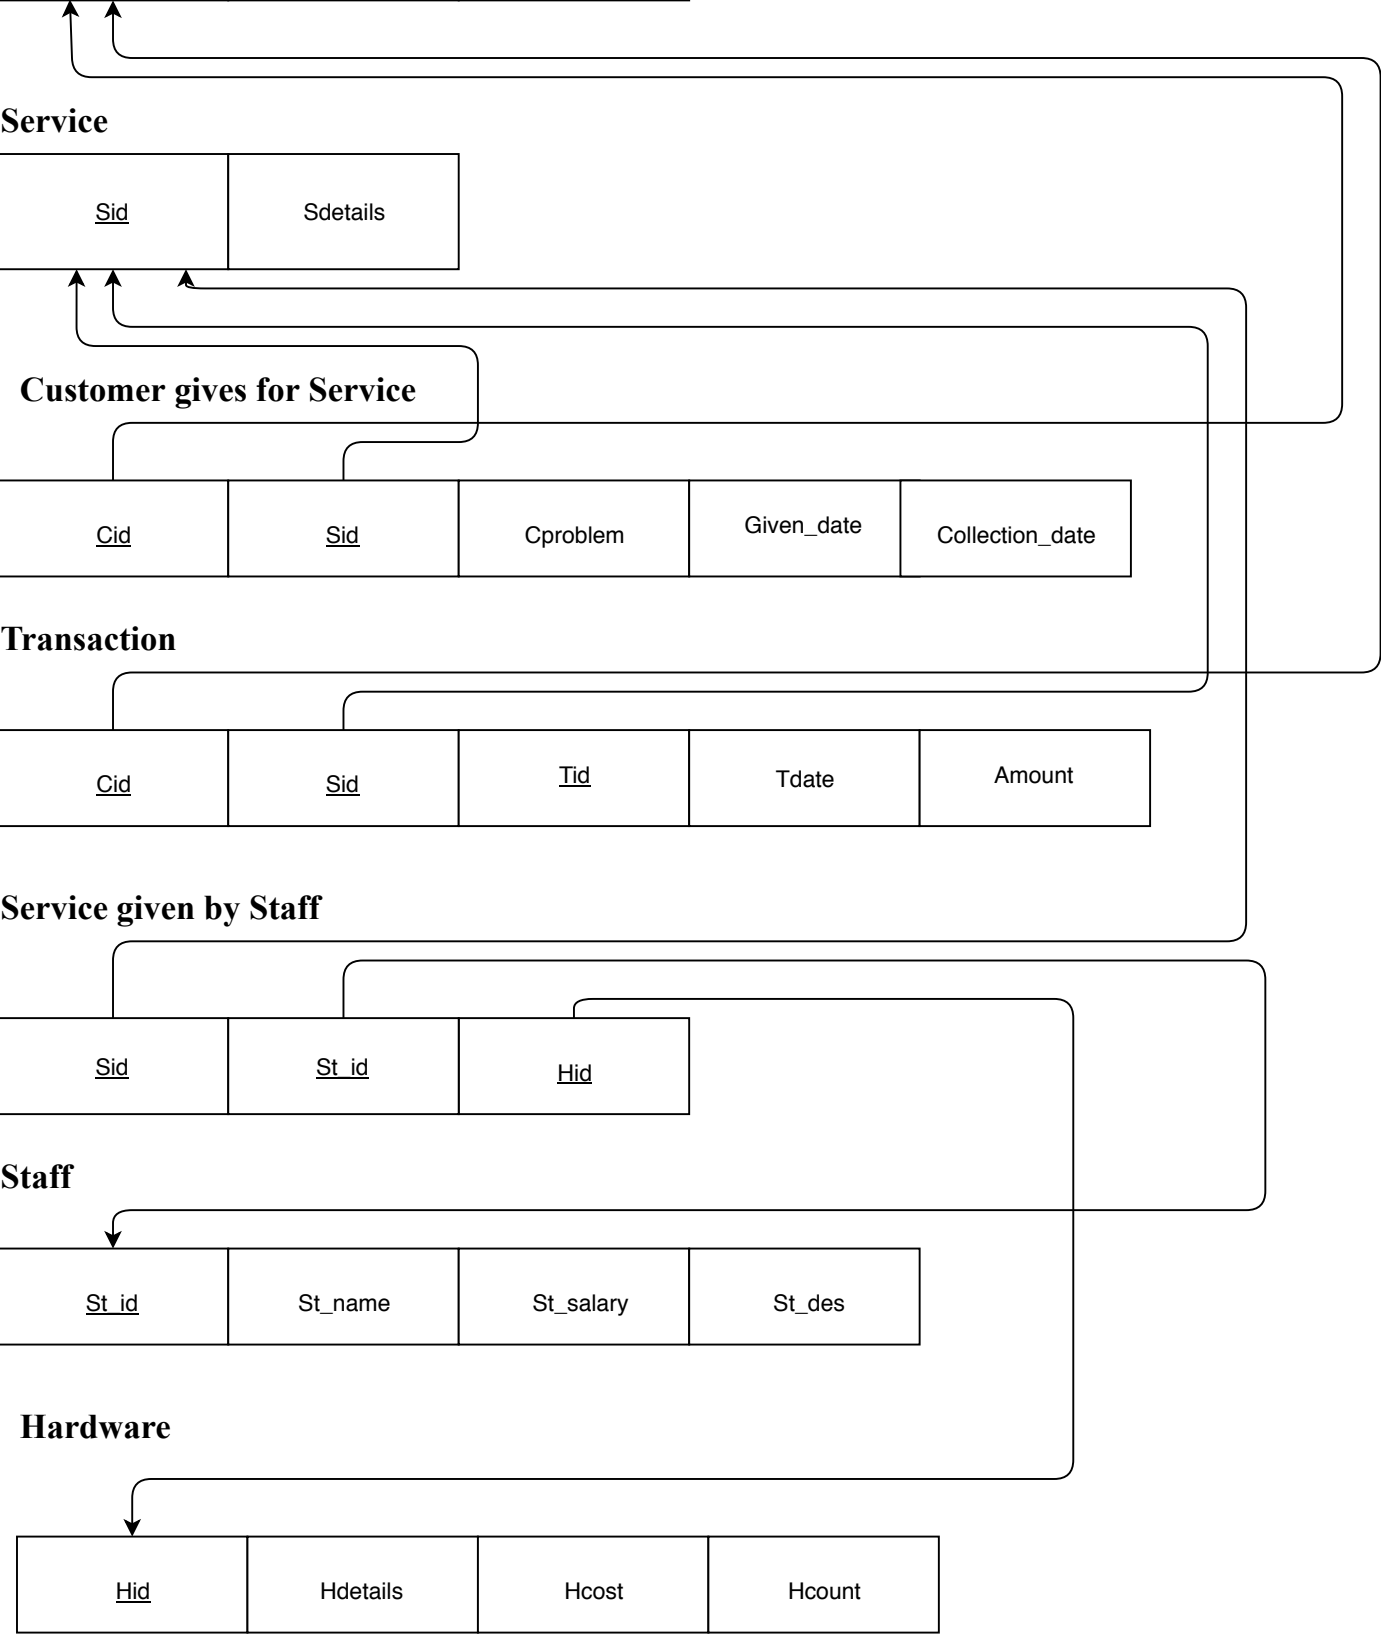 Service
Sid Sdetails
Customer gives for Service
Cid Sid Cproblem Given_date Collection_date
Transaction
Cid Sid Tid Tdate Amount
Service given by Staff
Sid St_id Hid
Staff
St_id St_name St_salary St_des
Hardware
Hid Hdetails Hcost Hcount